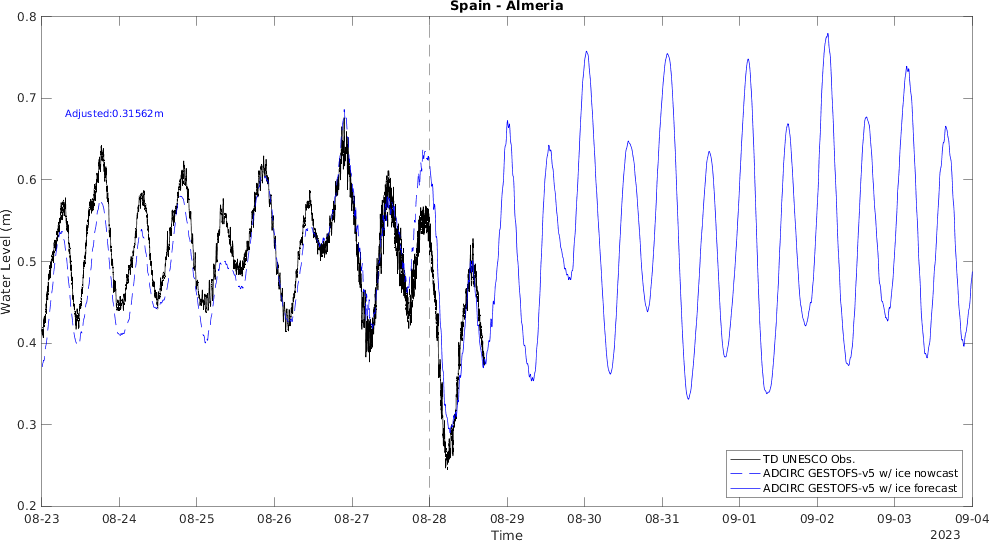 Spain - Almeria
0.8
0.7
0.6
0.5
0.4
0.3
0.2
Water Level (m)
Adjusted:0.31562m
TD UNESCO Obs.
ADCIRC GESTOFS-v5 w/ ice nowcast
ADCIRC GESTOFS-v5 w/ ice forecast
08-23 08-24 08-25 08-26 08-27 08-28 08-29 08-30 08-31 09-01 09-02 09-03 09-04
Time
2023